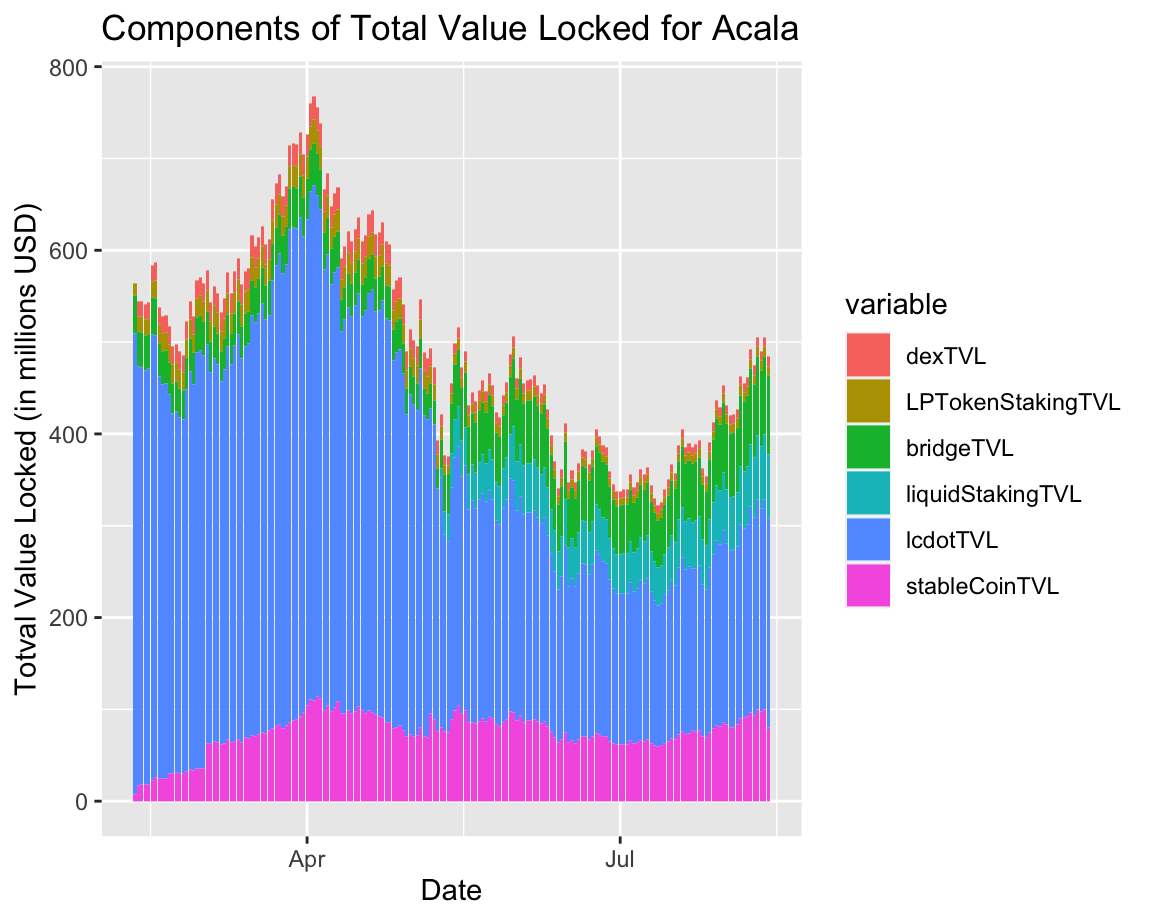 Components of Total Value Locked for Acala
Totval Value Locked (in millions USD)
800
600
400
200
0
Apr
Jul
Date
variable
dexTVL
LPTokenStakingTVL
bridgeTVL
liquidStakingTVL
lcdotTVL
stableCoinTVL